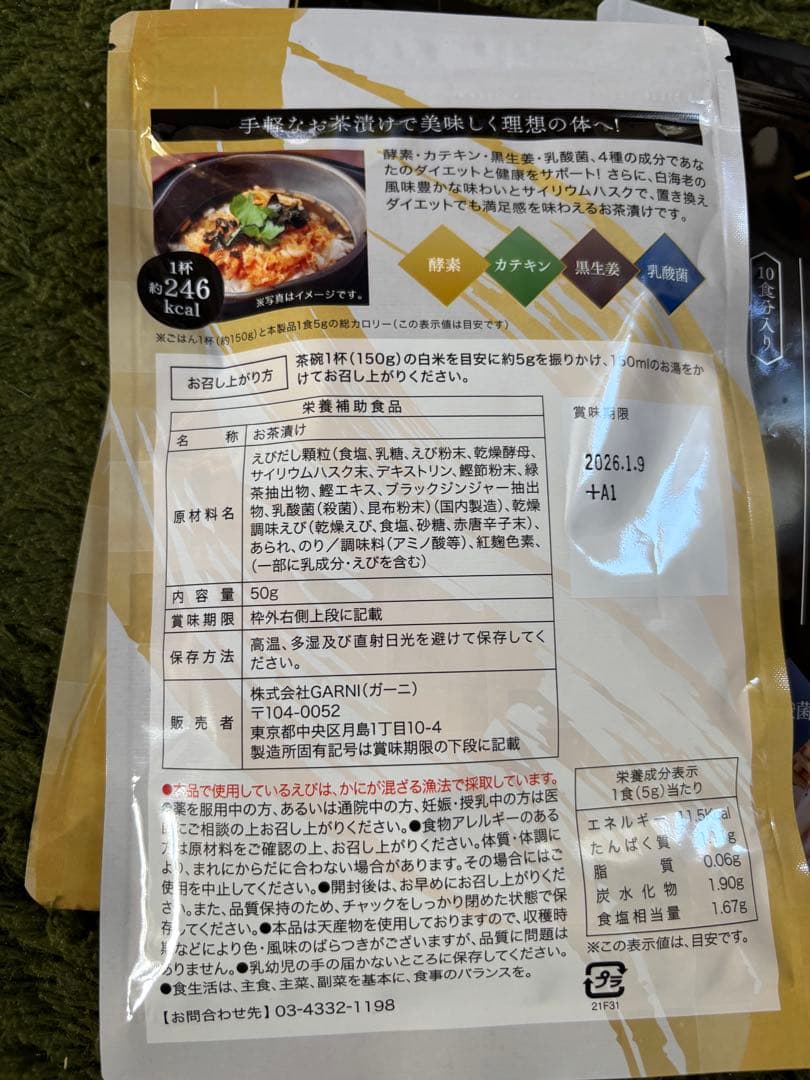 手軽なお茶漬けで美味しく理想の体へ!
酵素・カテキン・黒生姜・乳酸菌、4種の成分であな
たのダイエットと健康をサポート! さらに、白海老の
風味豊かな味わいとサイリウムハスクで、置き換え
ダイエットでも満足感を味わえるお茶漬けです。
酵素
カテキン
黒生姜
乳酸菌
1杯
約246
kcal
※写真はイメージです。
※ごはん1杯(約150g)と本製品1食5gの総カロリー(この表示値は目安です)
お召し上がり方
茶碗1杯(150g)の白米を目安に約5gを振りかけ、150mlのお湯をか
けてお召し上がりください。
栄養補助食品
名 称 お茶漬け
原材料名
えびだし顆粒(食塩、乳糖、えび粉末、乾燥酵母、
サイリウムハスク末、デキストリン、鰹節粉末、緑
茶抽出物、鰹エキス、ブラックジンジャー抽出
物、乳酸菌(殺菌)、昆布粉末)(国内製造)、乾燥
調味えび(乾燥えび、食塩、砂糖、赤唐辛子末)、
あられ、のり/調味料(アミノ酸等)、紅麹色素、
(一部に乳成分・えびを含む)
内容量 50g
賞味期限 枠外右側上段に記載
保存方法
高温、多湿及び直射日光を避けて保存してく
ださい。
販売者
株式会社GARNI(ガーニ)
〒104-0052
東京都中央区月島1丁目10-4
製造所固有記号は賞味期限の下段に記載
賞味期限
2026.1.9
+A1
●本品で使用しているえびは、かにが混ざる漁法で採取しています。
●薬を服用中の方、あるいは通院中の方、妊娠・授乳中の方は医
師にご相談の上お召し上がりください。●食物アレルギーのある
方は原材料をご確認の上、お召し上がりください。体質・体調に
より、まれにからだに合わない場合があります。その場合にはご
使用を中止してください。●開封後は、お早めにお召し上がりくだ
さい。また、品質保持のため、チャックをしっかり閉めた状態で保
存してください。●本品は天産物を使用しておりますので、収穫時
期などにより色・風味のばらつきがございますが、品質に問題は
ありません。●乳幼児の手の届かないところに保存してください。
●食生活は、主食、主菜、副菜を基本に、食事のバランスを。
【お問合わせ先】03-4332-1198
栄養成分表示
1食(5g)当たり
エネルギー 11.5kcal
たんぱく質
脂 質 0.06g
炭水化物 1.90g
食塩相当量 1.67g
※この表示値は、目安です。
プラ
21F31
10食分入り